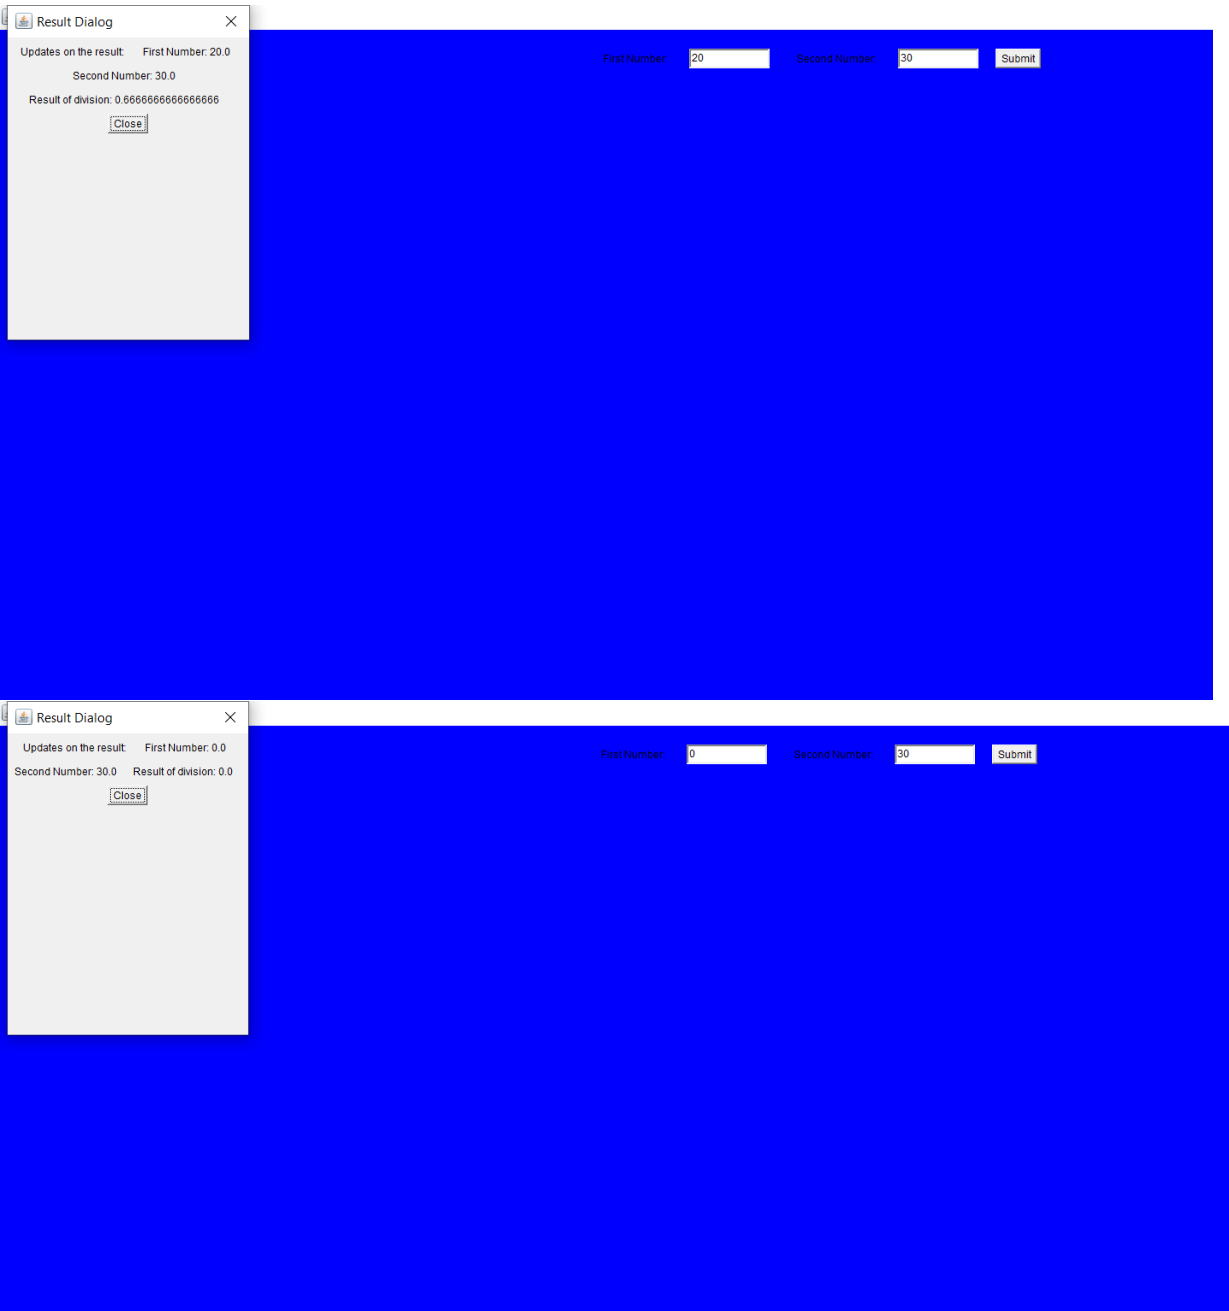 Result Dialog
Updates on the result: First Number: 20.0
Second Number: 30.0
Result of division: 0.6666666666666666
Close
First Number: 20 Second Number: 30 Submit
Result Dialog
Updates on the result: First Number: 0.0
Second Number: 30.0 Result of division: 0.0
Close
First Number: 0 Second Number: 30 Submit